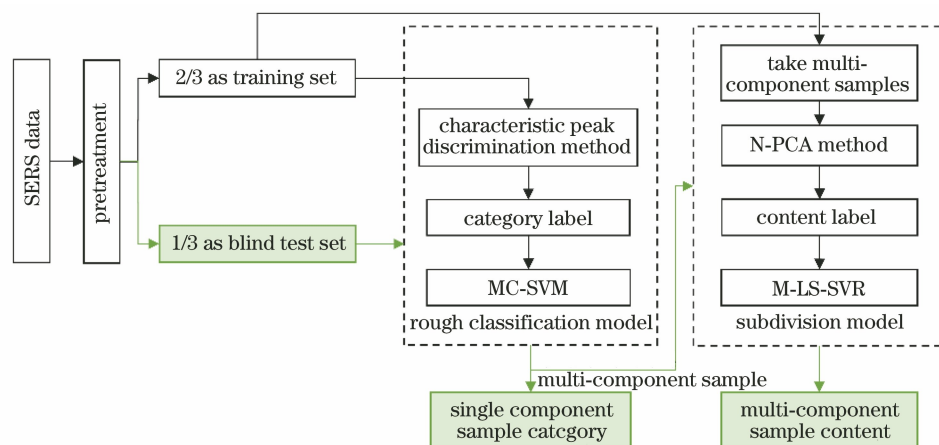 SERS data
pretreatment
2/3 as training set
1/3 as blind test set
characteristic peak
discrimination method
category label
MC-SVM
rough classification model
take multi-
component samples
N-PCA method
content label
M-LS-SVR
subdivision model
multi-component sample
single component
sample catcgory
multi-component
sample content